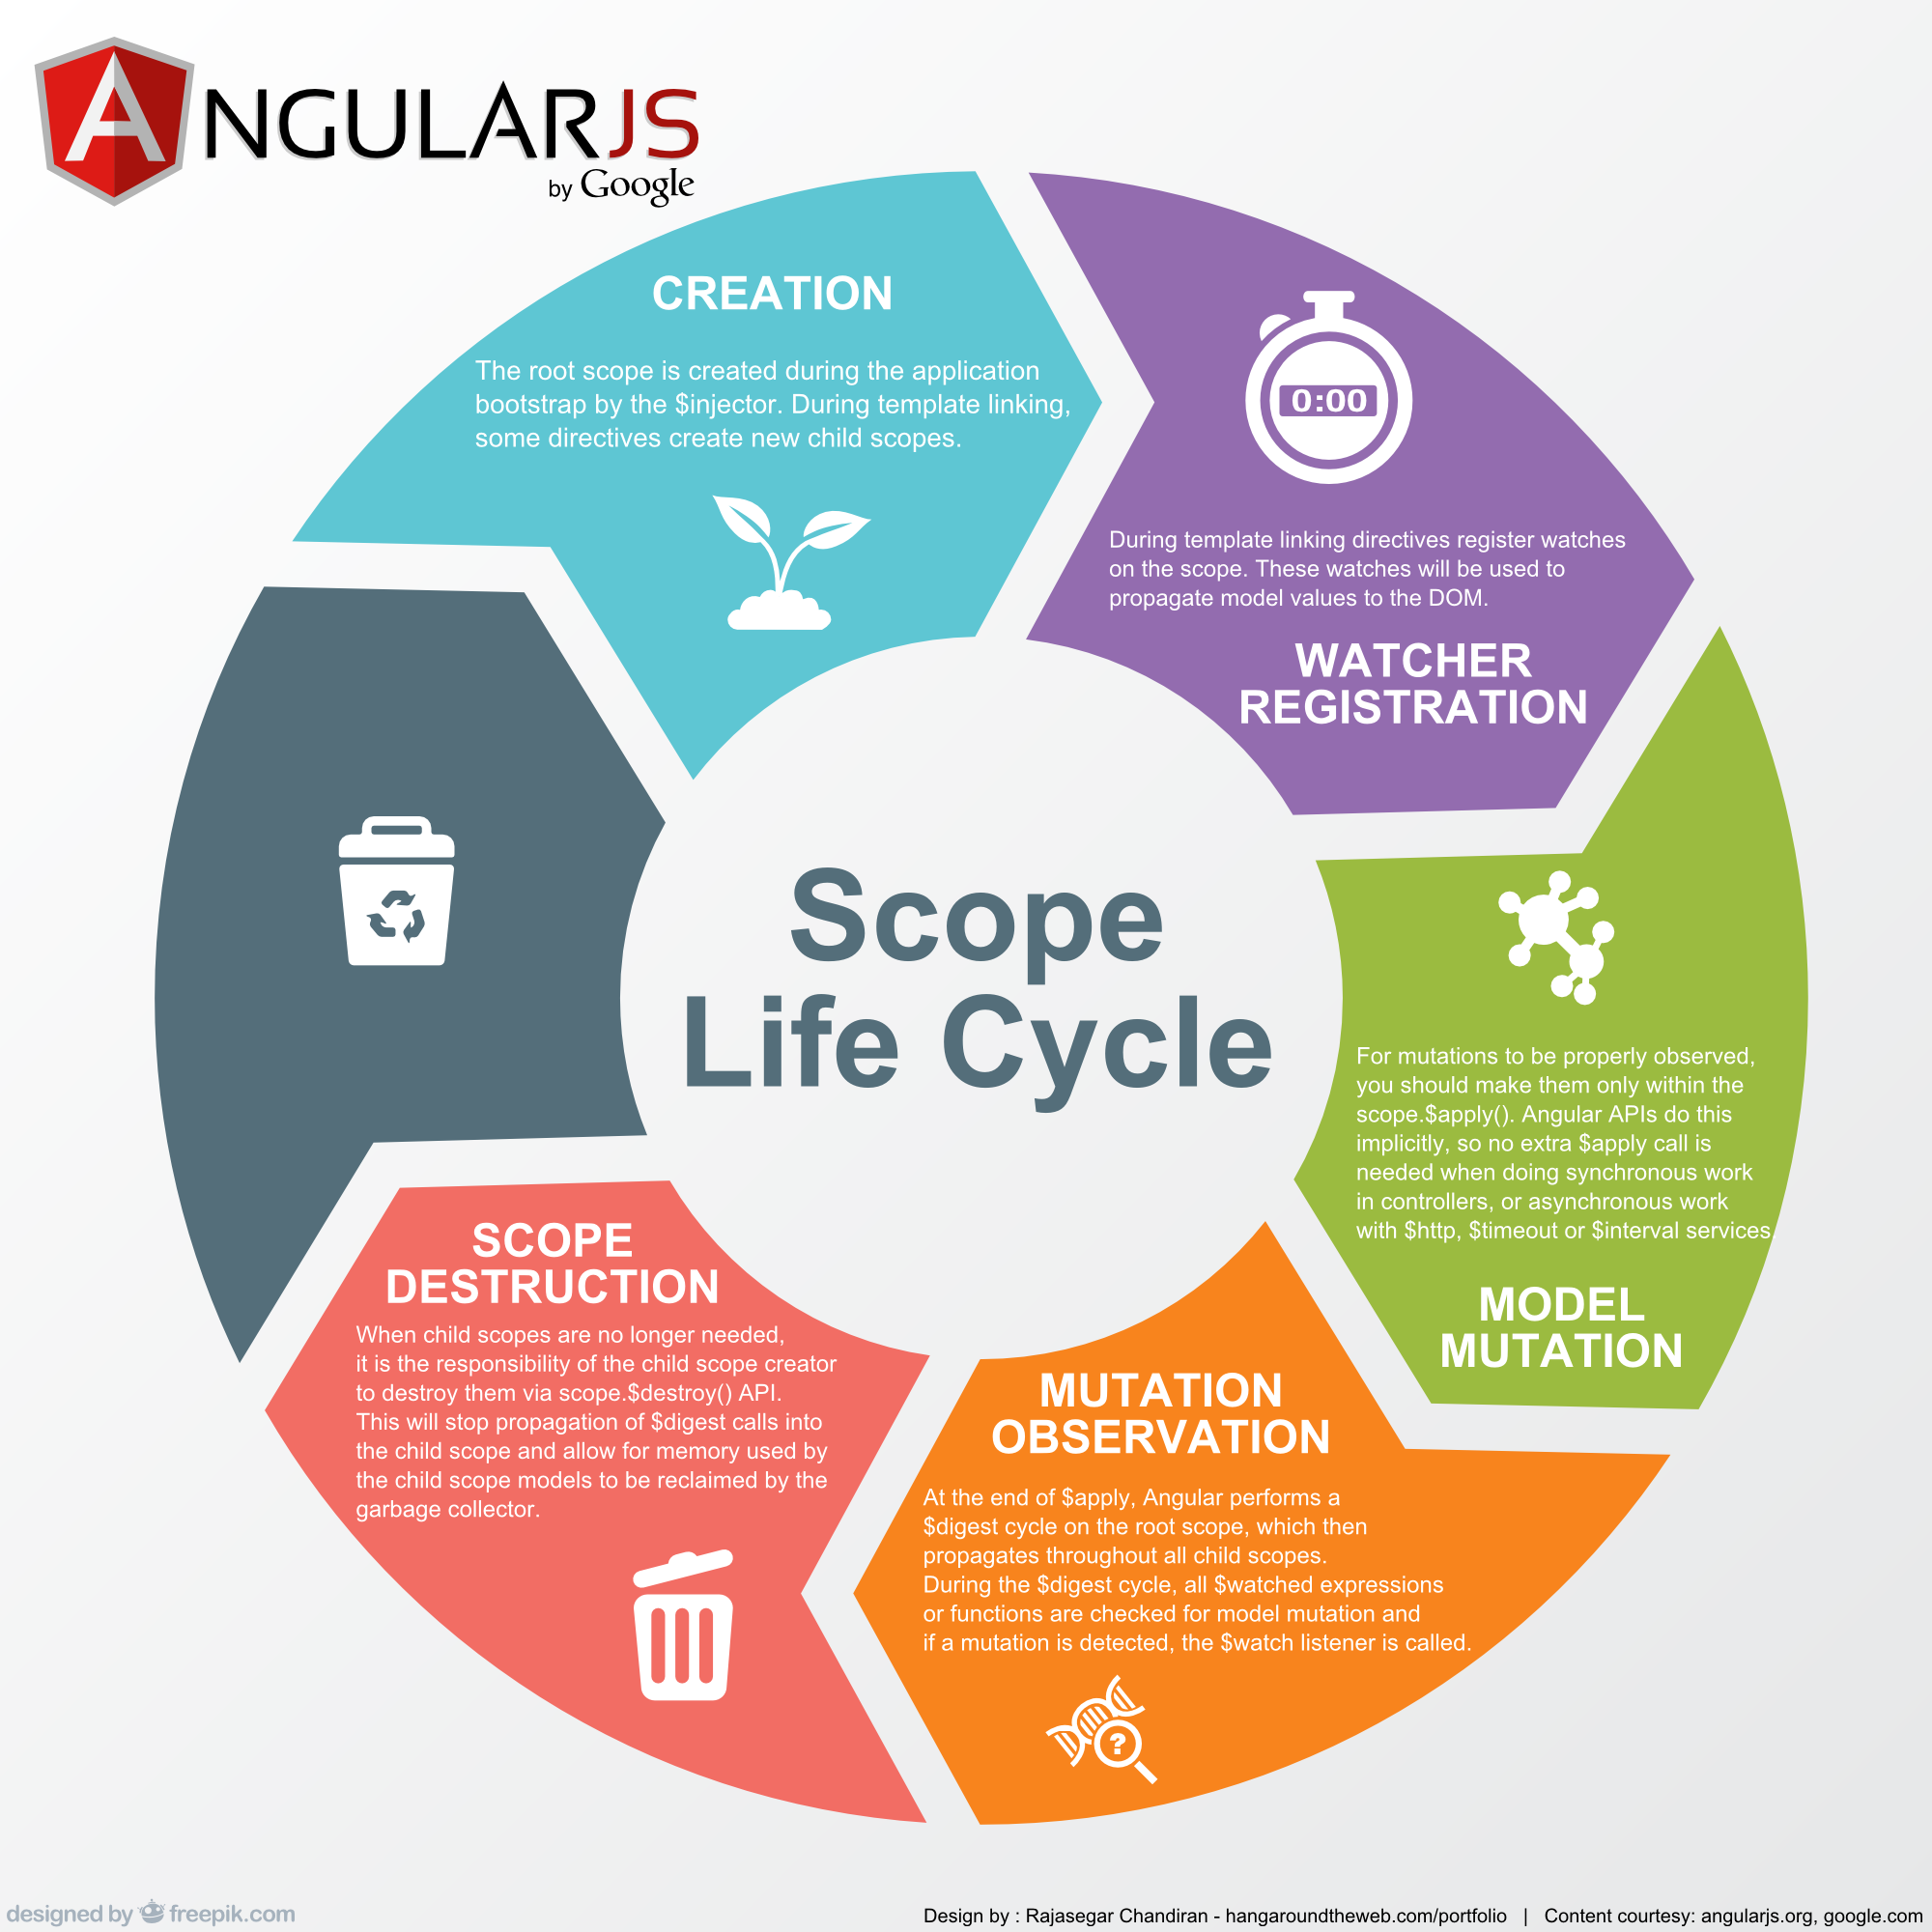 ANGULARJS
by Google
CREATION
The root scope is created during the application
bootstrap by the $injector. During template linking,
some directives create new child scopes.
0:00
During template linking directives register watches
on the scope. These watches will be used to
propagate model values to the DOM.
WATCHER
REGISTRATION
Scope
Life Cycle
For mutations to be properly observed,
you should make them only within the
scope.$apply(). Angular APIs do this
implicitly, so no extra $apply call is
needed when doing synchronous work
in controllers, or asynchronous work
with $http, $timeout or $interval services.
MODEL
MUTATION
MUTATION
OBSERVATION
At the end of $apply, Angular performs a
$digest cycle on the root scope, which then
propagates throughout all child scopes.
During the $digest cycle, all $watched expressions
or functions are checked for model mutation and
if a mutation is detected, the $watch listener is called.
?
SCOPE
DESTRUCTION
When child scopes are no longer needed,
it is the responsibility of the child scope creator
to destroy them via scope.$destroy() API.
This will stop propagation of $digest calls into
the child scope and allow for memory used by
the child scope models to be reclaimed by the
garbage collector.
designed by freepik.com
Design by : Rajasegar Chandiran - hangaroundtheweb.com/portfolio | Content courtesy: angularjs.org, google.com